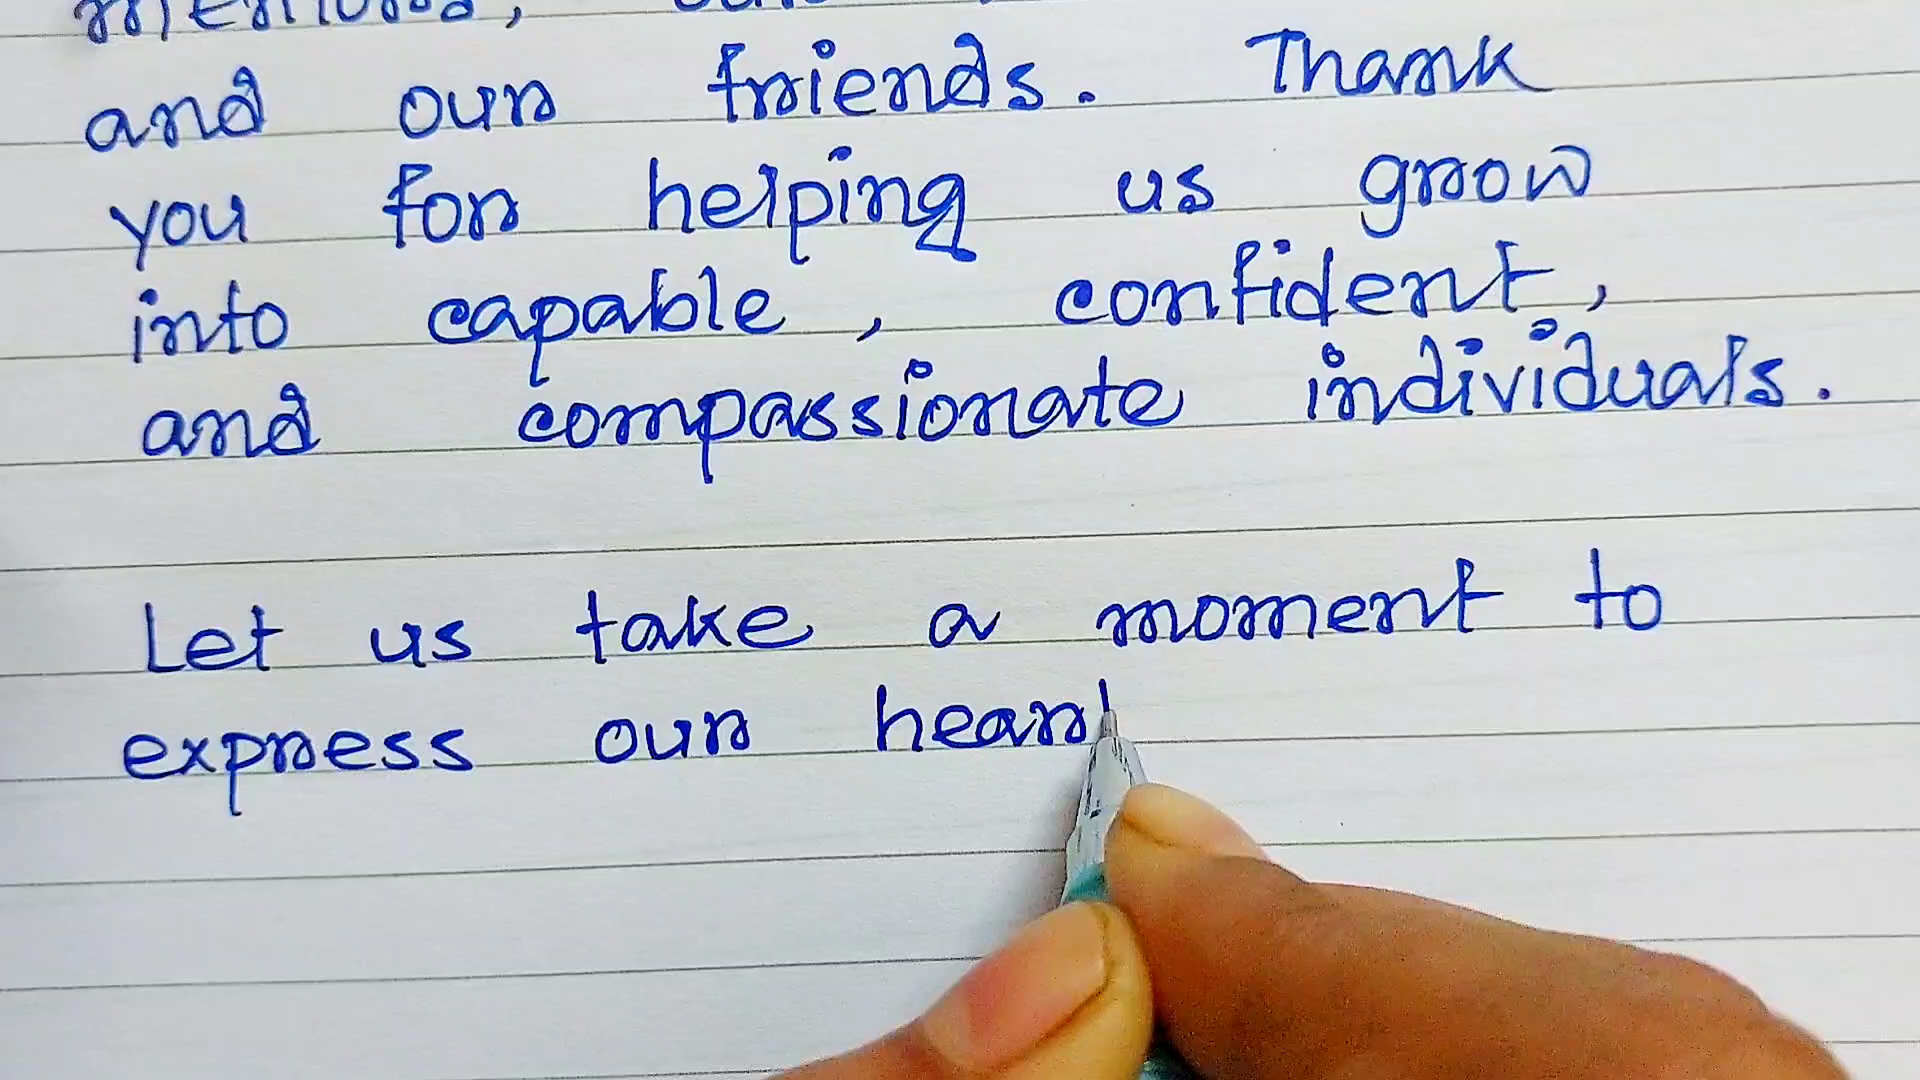 and our friends. Thank
you for helping us grow
into capable, confident,
and compassionate individuals.
Let us take a moment to
express our heart